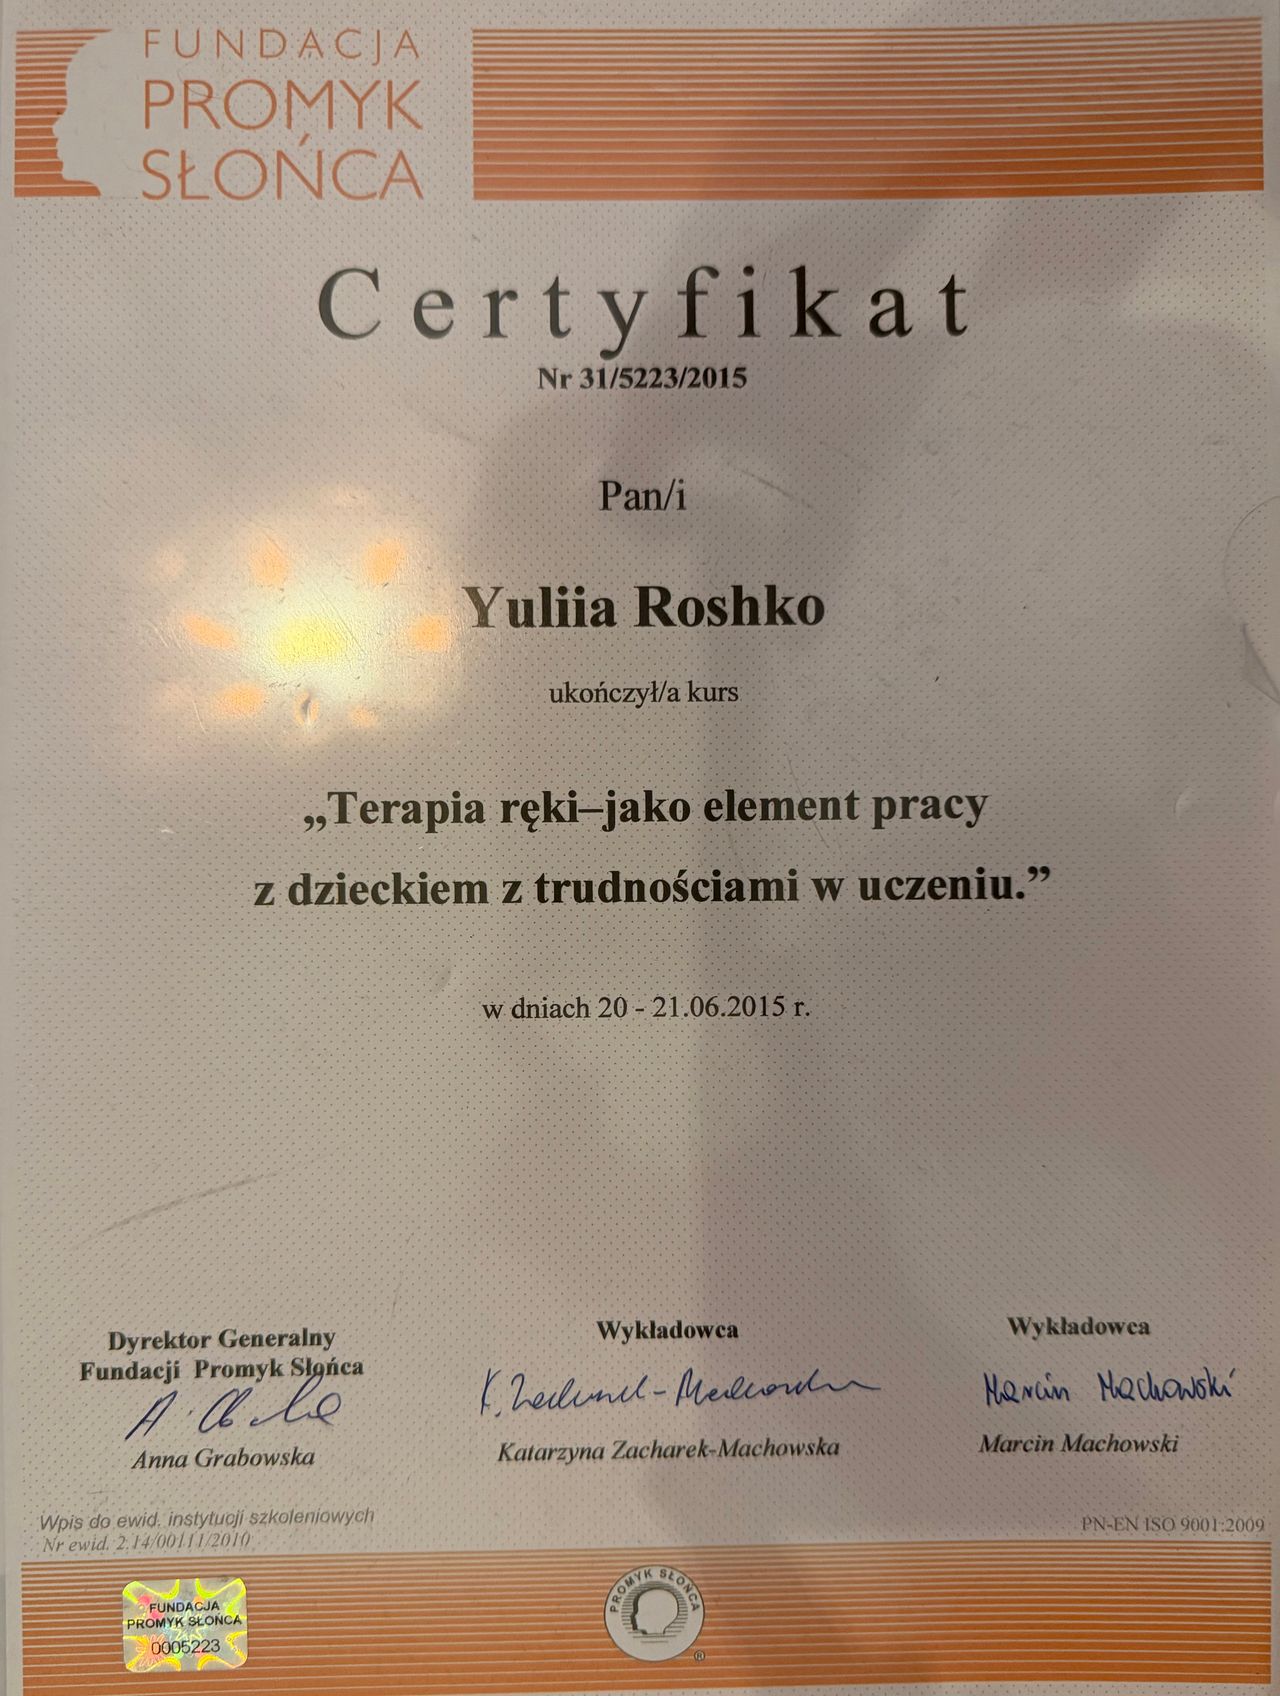 FUNDACJA
PROMYK
SŁOŃCA
Certyfikat
Nr 31/5223/2015
Pan/i
Yuliia Roshko
ukończył/a kurs
„Terapia ręki–jako element pracy
z dzieckiem z trudnościami w uczeniu.”
w dniach 20 - 21.06.2015 r.
Dyrektor Generalny
Fundacji Promyk Słońca
Anna Grabowska
Wykładowca
K. Zacharek-Machowska
Katarzyna Zacharek-Machowska
Wykładowca
Marcin Machowski
Marcin Machowski
Wpis do ewid. instytucji szkoleniowych
Nr ewid. 2.14/00111/2010
PN-EN ISO 9001:2009
FUNDACJA
PROMYK SŁOŃCA
0005223
PROMYK SŁOŃCA
®